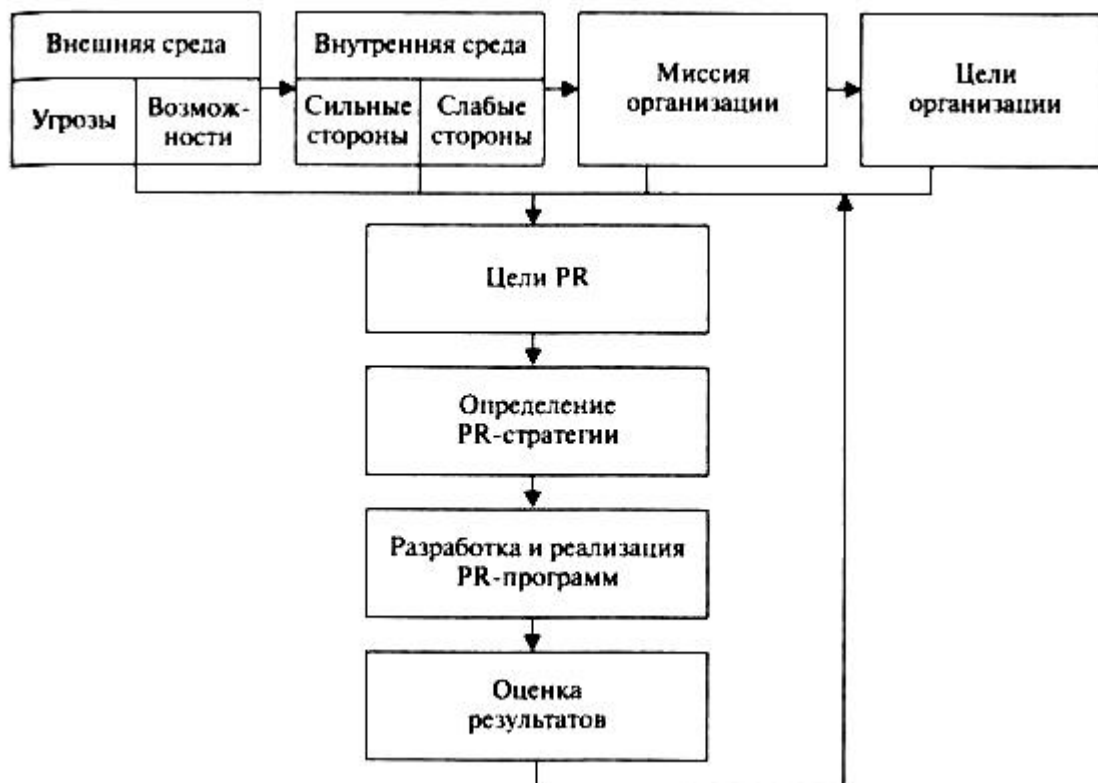 Внешняя среда
Угрозы
Возмож-
ности
Внутренняя среда
Сильные
стороны
Слабые
стороны
Миссия
организации
Цели
организации
Цели PR
Определение
PR-стратегии
Разработка и реализация
PR-программ
Оценка
результатов